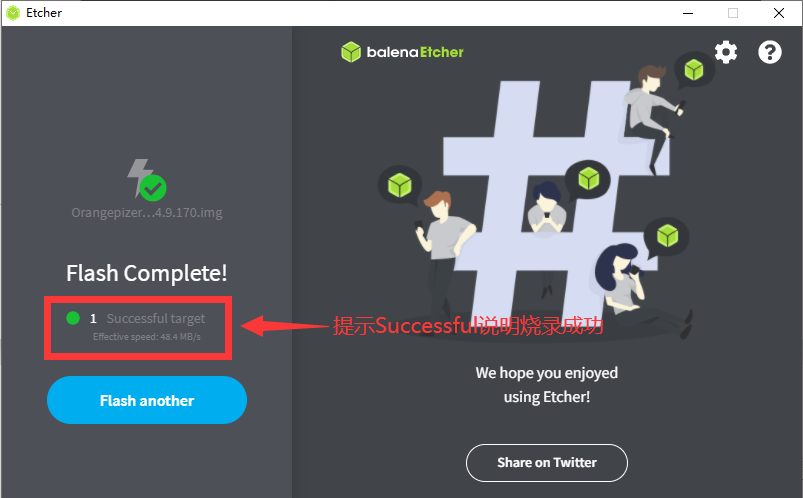 Etcher
balenaEtcher
Orangepizer...4.9.170.img
Flash Complete!
1 Successful target
Effective speed: 48.4 MB/s
提示Successful说明烧录成功
Flash another
We hope you enjoyed
using Etcher!
Share on Twitter